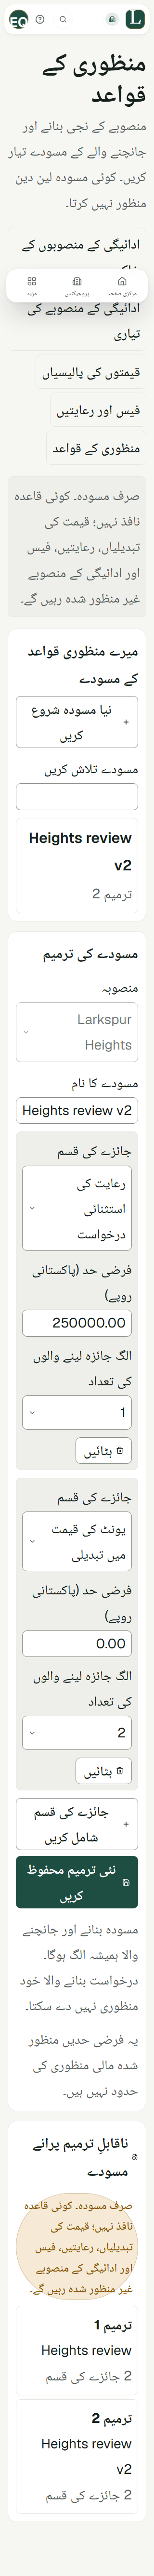 EQ
L
منظوری کے
قواعد
منصوبے کے نجی بنانے اور
جانچنے والے کے مسودے تیار
کریں۔ کوئی مسودہ لین دین
منظور نہیں کرتا۔
ادائیگی کے منصوبوں کے
مرکزی صفحہ
پروجیکٹس
مزید
ادائیگی کے منصوبے کی
تیاری
قیمتوں کی پالیسیاں
فیس اور رعایتیں
منظوری کے قواعد
صرف مسودہ۔ کوئی قاعدہ
نافذ نہیں؛ قیمت کی
تبدیلیاں، رعایتیں، فیس
اور ادائیگی کے منصوبے
غیر منظور شدہ رہیں گے۔
میرے منظوری قواعد
کے مسودے
نیا مسودہ شروع
کریں
مسودے تلاش کریں
Heights review
v2
ترمیم 2
مسودے کی ترمیم
منصوبہ
Larkspur
Heights
مسودے کا نام
Heights review v2
جائزے کی قسم
رعایت کی
استثنائی
درخواست
فرضی حد (پاکستانی
روپے)
250000.00
الگ جائزہ لینے والوں
کی تعداد
1
ہٹائیں
جائزے کی قسم
یونٹ کی قیمت
میں تبدیلی
فرضی حد (پاکستانی
روپے)
0.00
الگ جائزہ لینے والوں
کی تعداد
2
ہٹائیں
جائزے کی قسم
شامل کریں
نئی ترمیم محفوظ
کریں
مسودہ بنانے اور جانچنے
والا ہمیشہ الگ ہوگا۔
درخواست بنانے والا خود
منظوری نہیں دے سکتا۔
یہ فرضی حدیں منظور
شدہ مالی منظوری کی
حدود نہیں ہیں۔
ناقابلِ ترمیم پرانے
مسودے
صرف مسودہ۔ کوئی قاعدہ
نافذ نہیں؛ قیمت کی
تبدیلیاں، رعایتیں، فیس
اور ادائیگی کے منصوبے
غیر منظور شدہ رہیں گے۔
ترمیم 1
Heights review
2 جائزے کی قسم
ترمیم 2
Heights review
v2
2 جائزے کی قسم